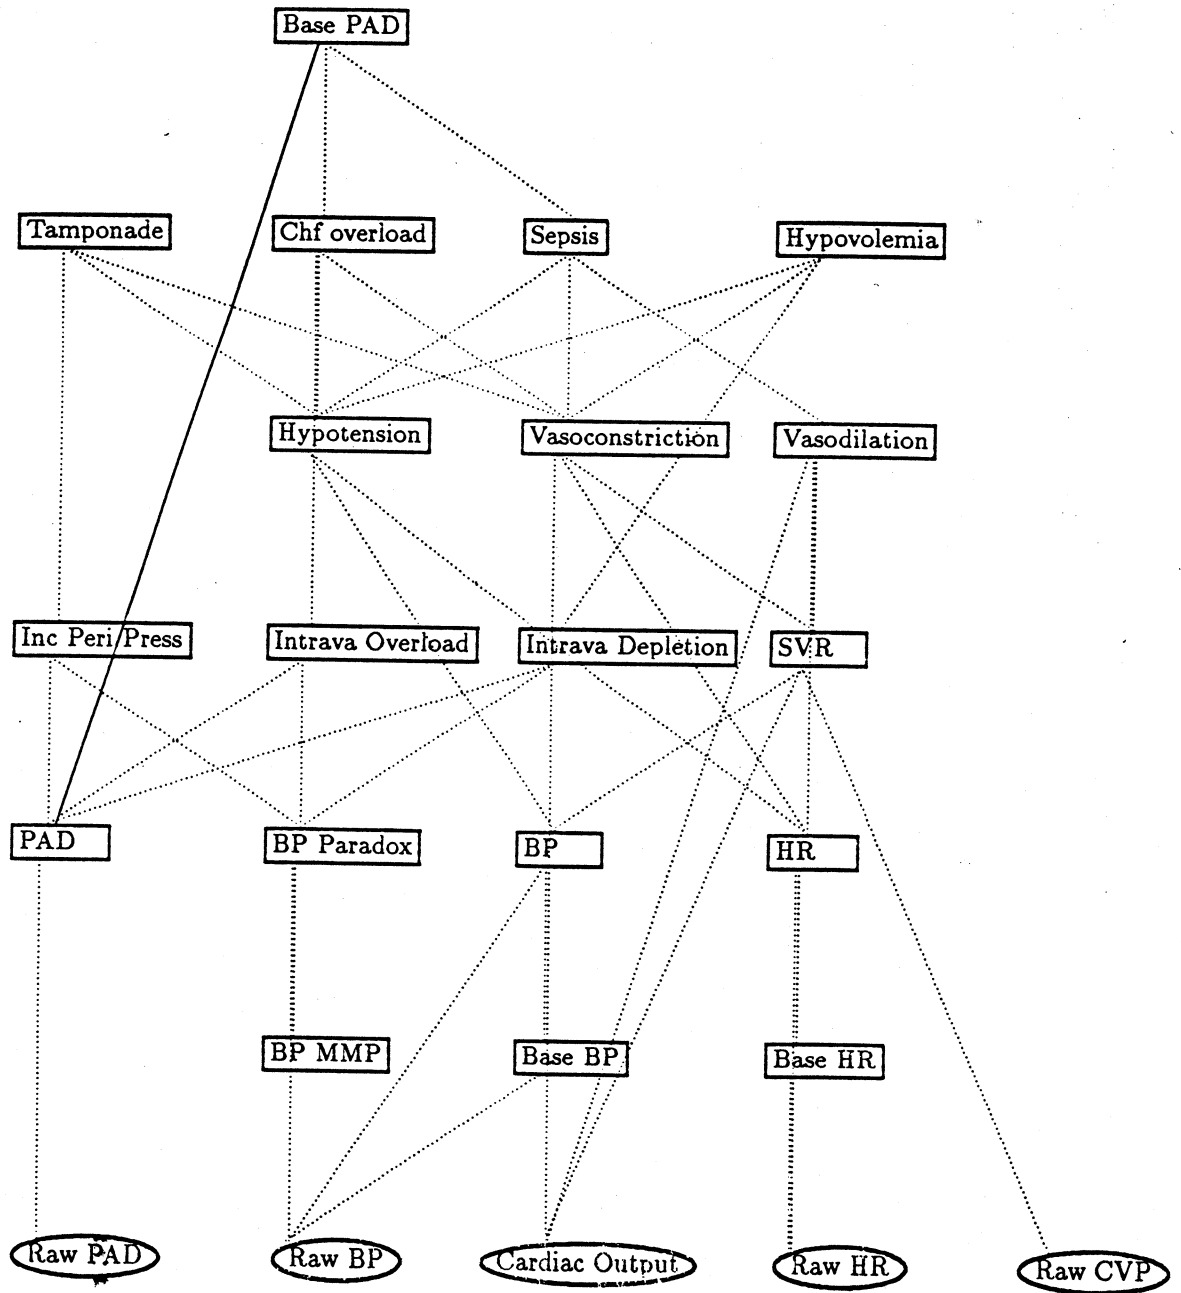 Base PAD
Tamponade
Chf overload
Sepsis
Hypovolemia
Hypotension
Vasoconstriction
Vasodilation
Inc Peri Press
Intrava Overload
Intrava Depletion
SVR
PAD
BP Paradox
BP
HR
BP MMP
Base BP
Base HR
Raw PAD
Raw BP
Cardiac Output
Raw HR
Raw CVP